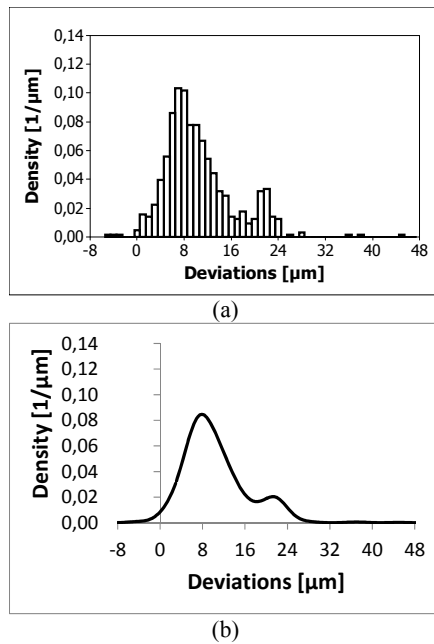 0,14
0,12
0,10
0,08
0,06
0,04
0,02
0,00
Density [1/µm]
-8 0 8 16 24 32 40 48
Deviations [µm]
(a)
0,14
0,12
0,10
0,08
0,06
0,04
0,02
0,00
Density [1/µm]
-8 0 8 16 24 32 40 48
Deviations [µm]
(b)